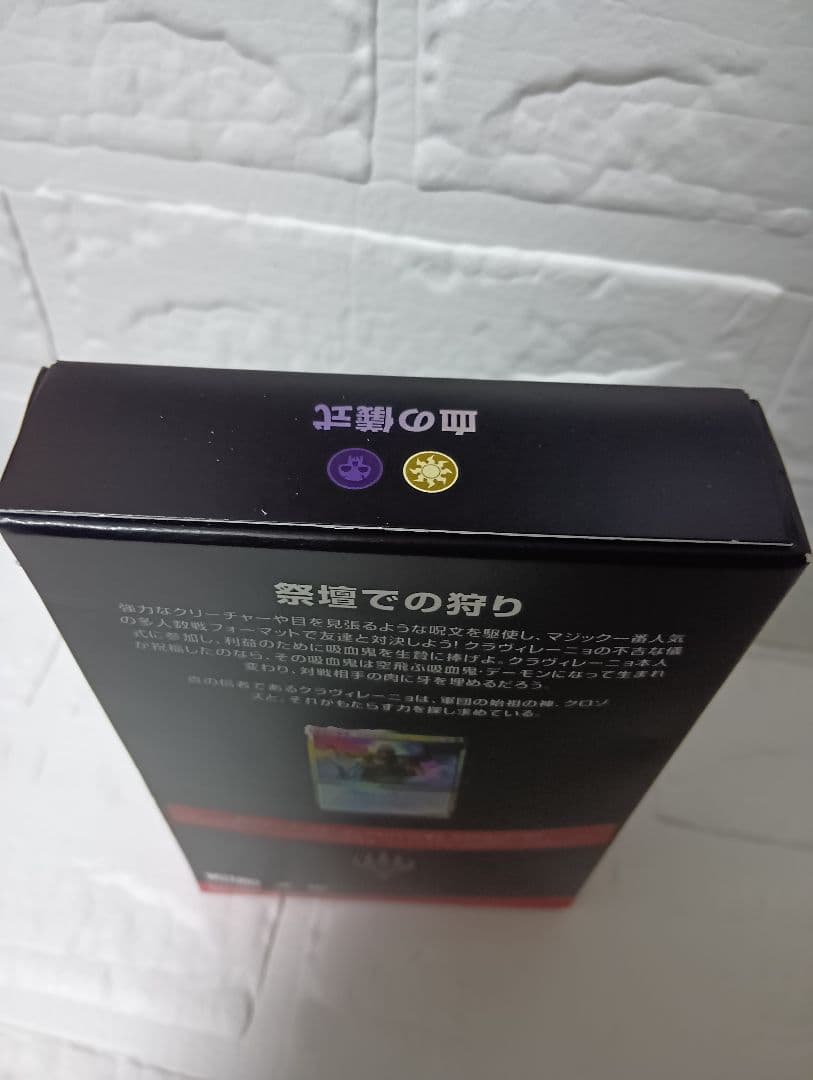 血の儀式
祭壇での狩り
強力なクリーチャーや目を見張るような呪文を駆使し、マジック一番人気
の多人数戦フォーマットで友達と対決しよう! クラヴィレーニョの不吉な儀
式に参加し、利益のために吸血鬼を生贄に捧げよ。クラヴィレーニョ本人
が祝福したのなら、その吸血鬼は空飛ぶ吸血鬼・デーモンになって生まれ
変わり、対戦相手の肉に牙を埋めるだろう。
真の信者であるクラヴィレーニョは、軍団の始祖の神、クロソ
スと、それがもたらす力を探し求めている。